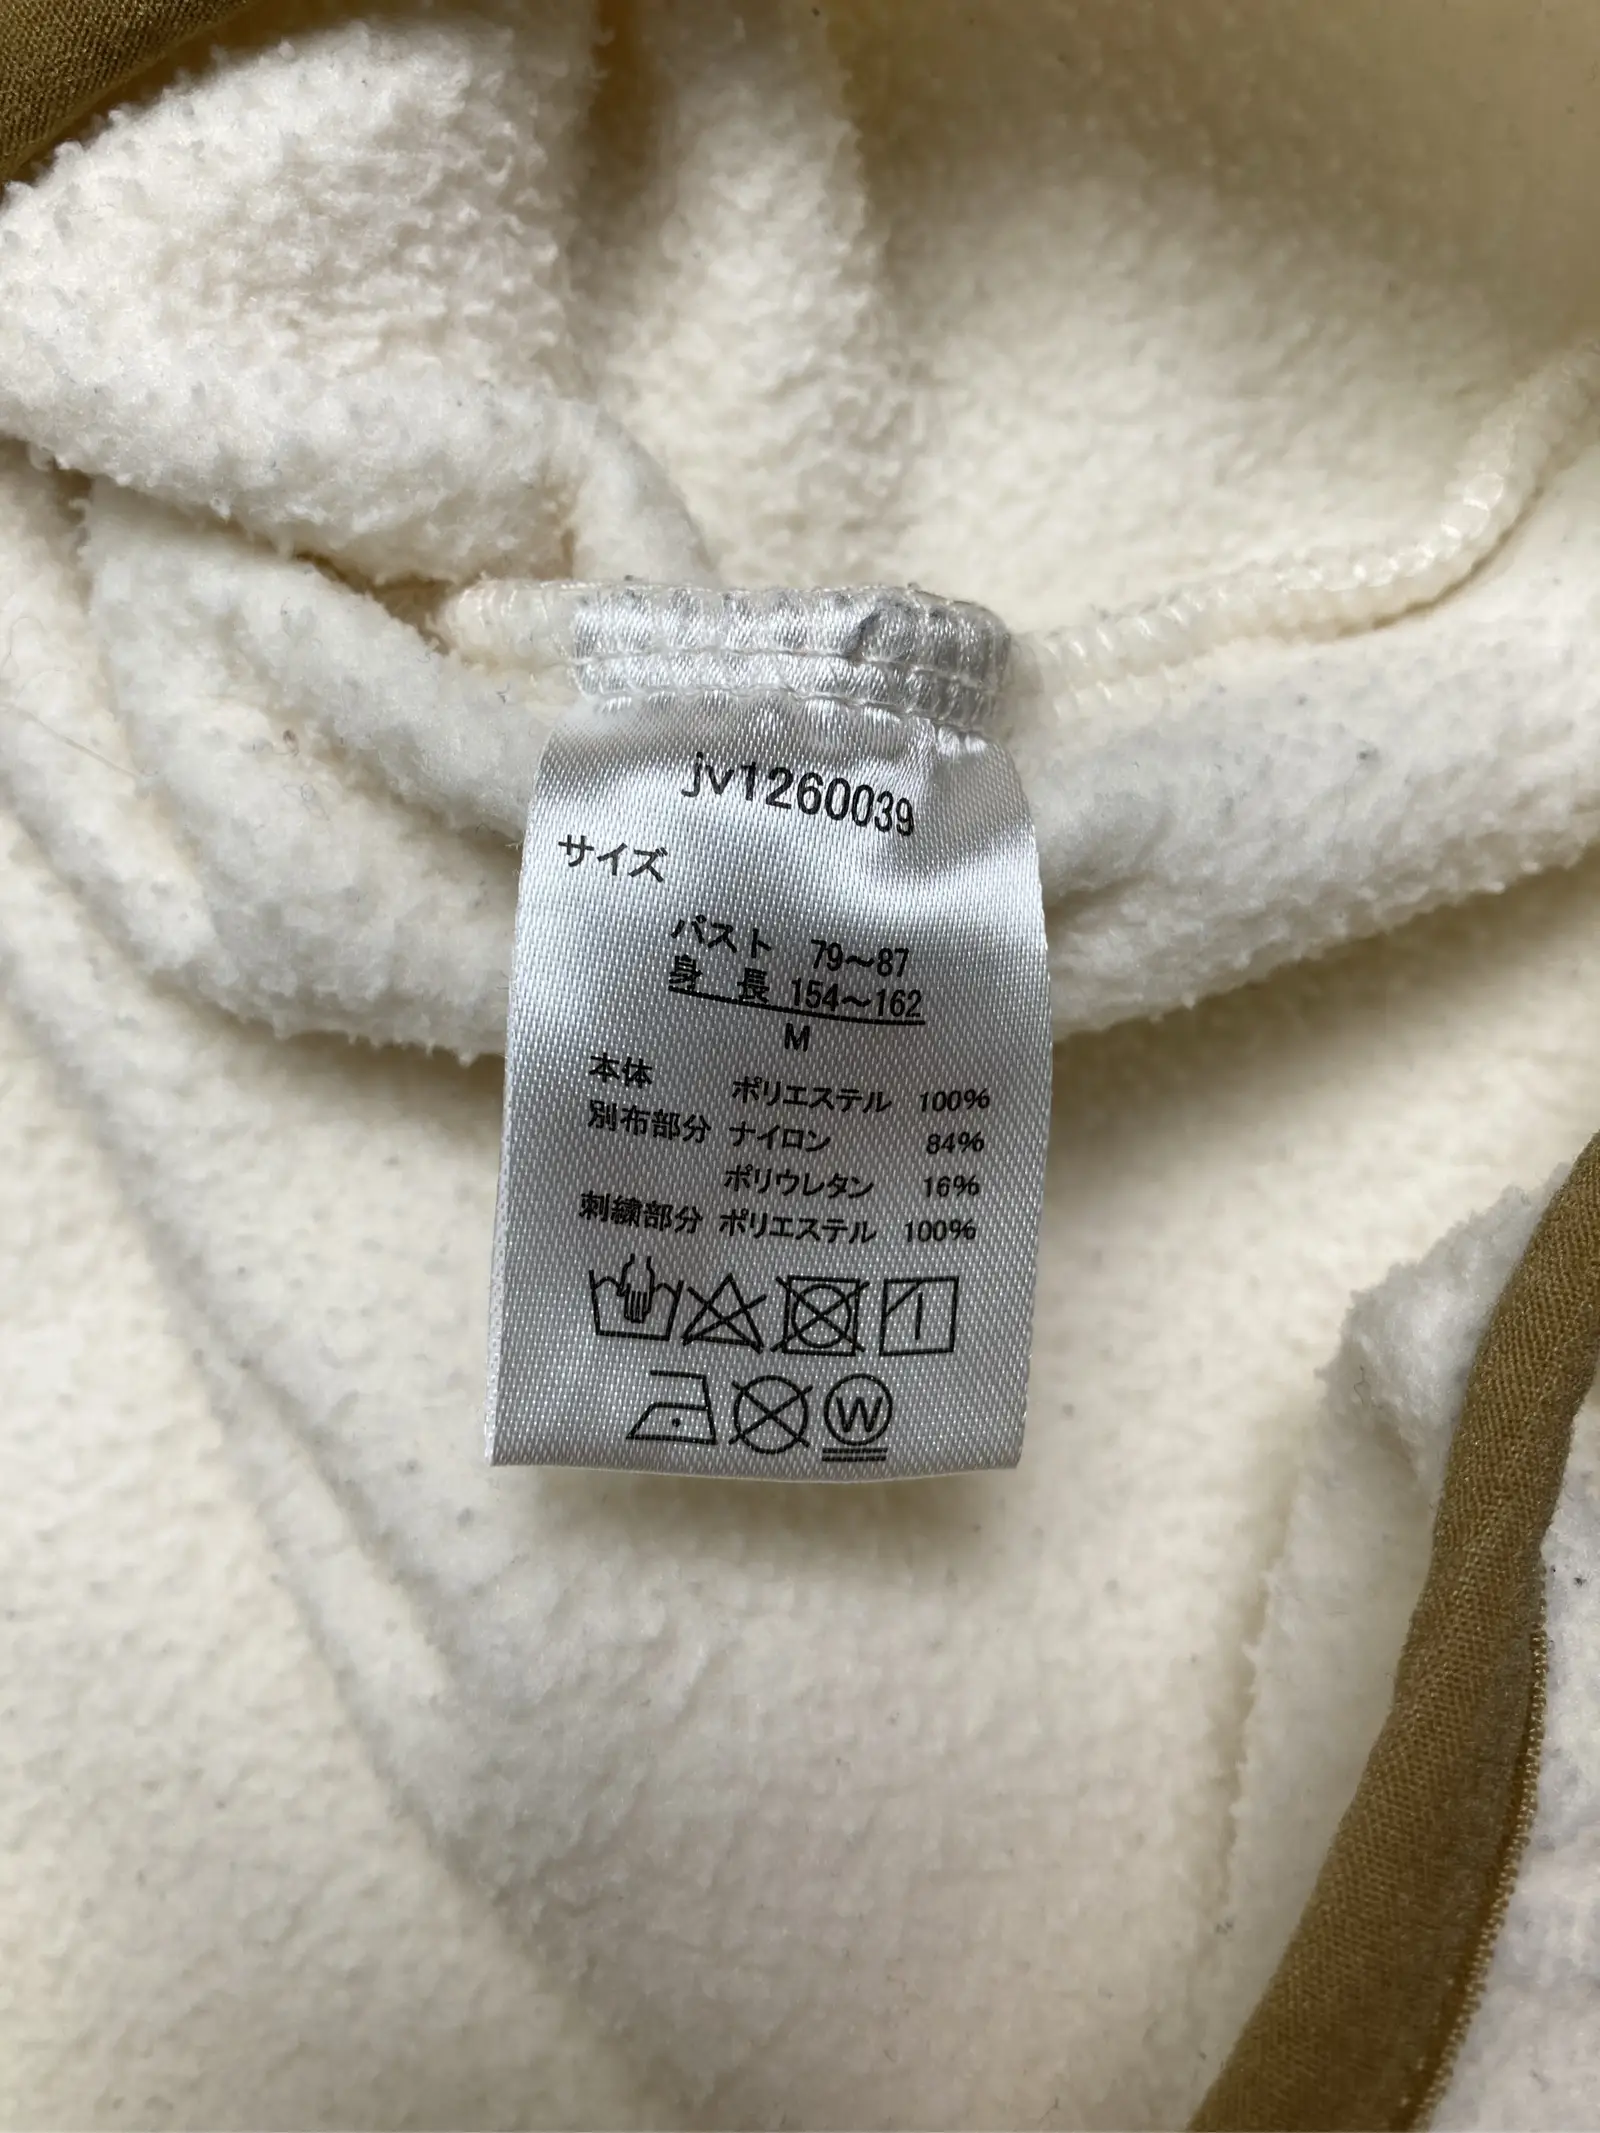 jv1260039
サイズ
バスト 79～87
身 長 154～162
M
本体 ポリエステル 100%
別布部分 ナイロン 84%
ポリウレタン 16%
刺繍部分 ポリエステル 100%
W